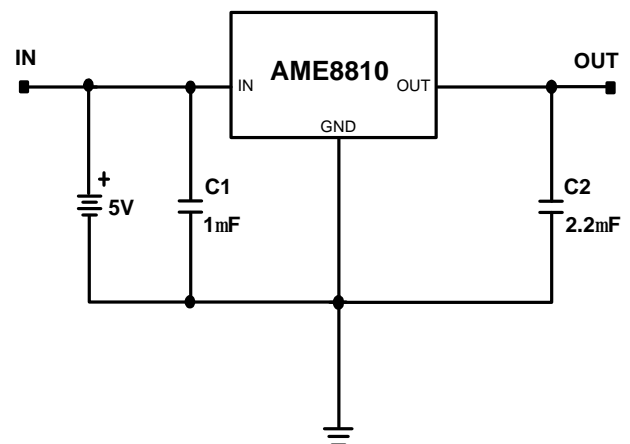 IN
OUT
AME8810
IN
OUT
GND
+
5V
C1
1mF
C2
2.2mF